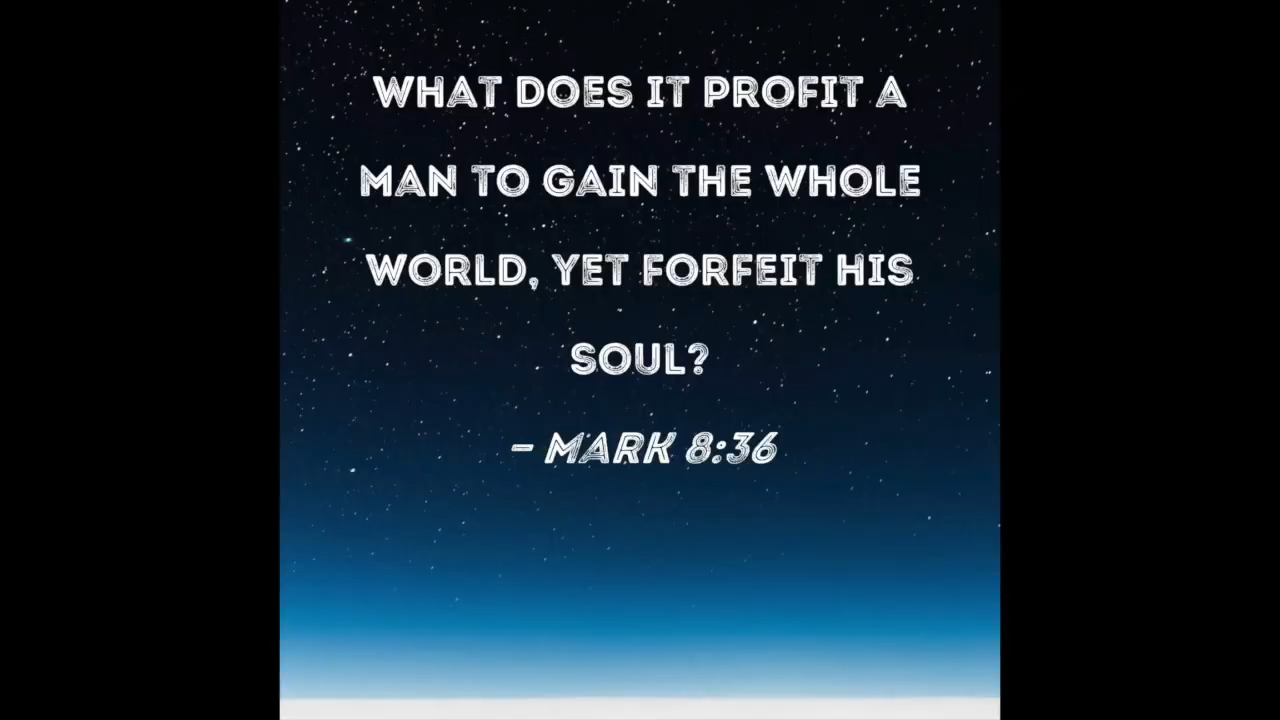 WHAT DOES IT PROFIT A
MAN TO GAIN THE WHOLE
WORLD, YET FORFEIT HIS
SOUL?
- MARK 8:36